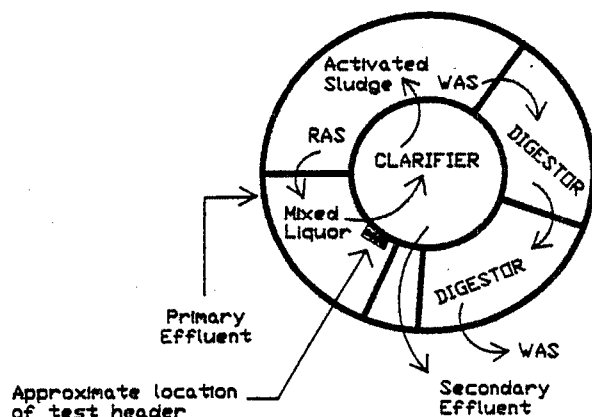 Activated
Sludge
WAS
DIGESTOR
RAS
CLARIFIER
Mixed
Liquor
DIGESTOR
Primary
Effluent
WAS
Approximate location
of test header
Secondary
Effluent